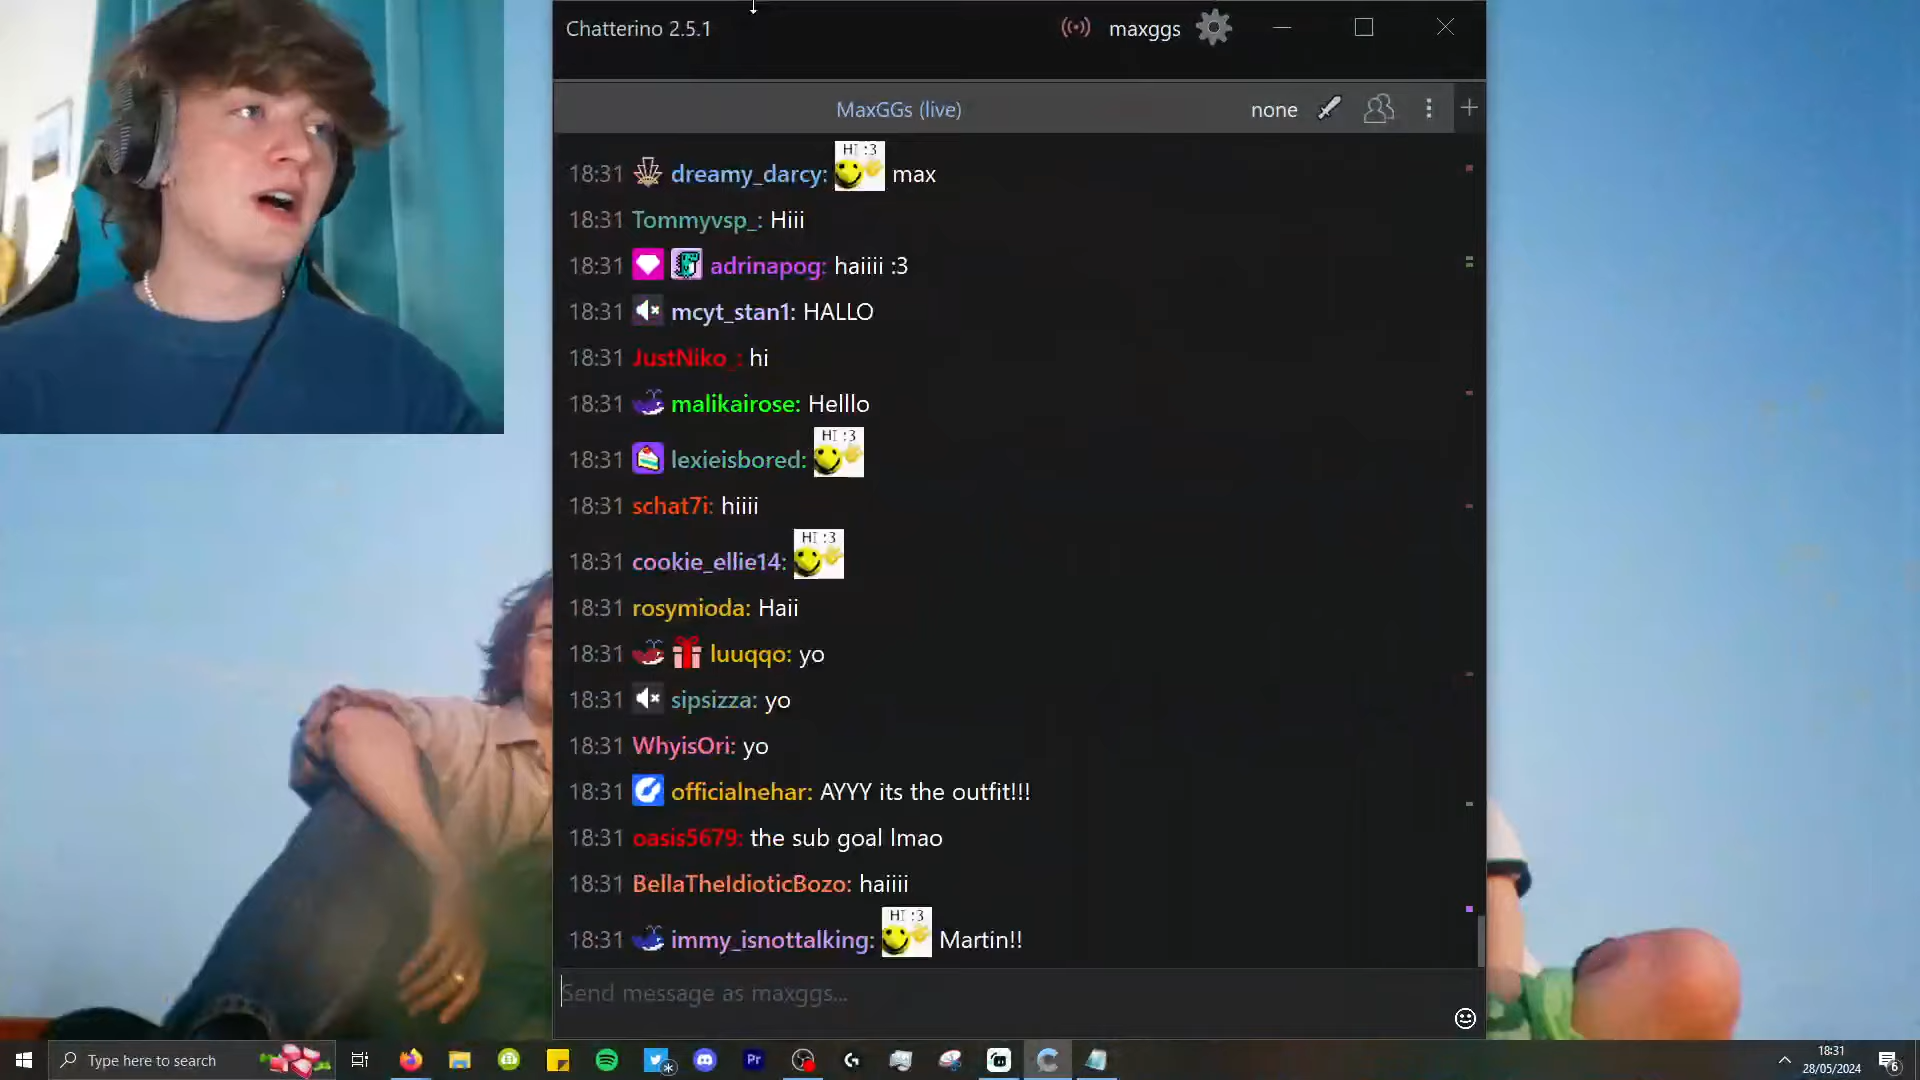 Chatterino 2.5.1
maxggs
MaxGGs (live)
none
18:31 dreamy_darcy: HI :3 max
18:31 Tommyvsp_: Hiii
18:31 adrinapog: haiiii :3
18:31 mcyt_stan1: HALLO
18:31 JustNiko_: hi
18:31 malikairose: Helllo
18:31 lexieisbored: HI :3
18:31 schat7i: hiiii
18:31 cookie_ellie14: HI :3
18:31 rosymioda: Haii
18:31 luuqqo: yo
18:31 sipsizza: yo
18:31 WhyisOri: yo
18:31 officialnehar: AYYY its the outfit!!!
18:31 oasis5679: the sub goal lmao
18:31 BellaTheIdioticBozo: haiiii
18:31 immy_isnottalking: HI :3 Martin!!
Send message as maxggs...
Type here to search
Pr
18:31
28/05/2024
6